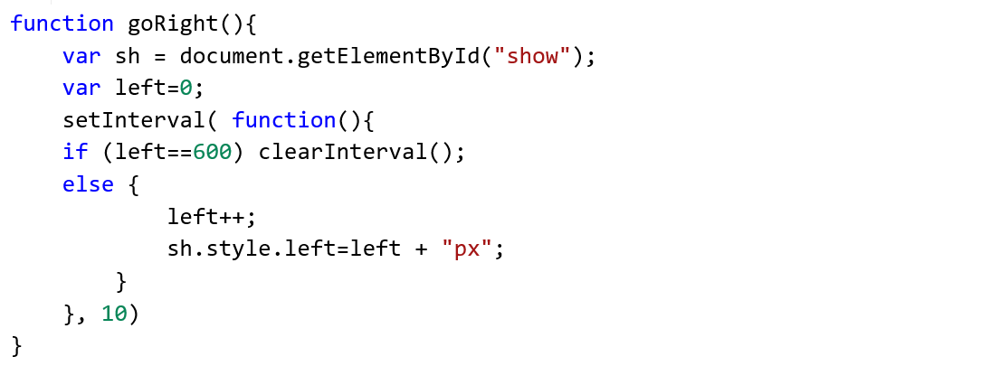 function goRight(){
    var sh = document.getElementById("show");
    var left=0;
    setInterval( function(){
    if (left==600) clearInterval();
    else {
            left++;
            sh.style.left=left + "px";
        }
    }, 10)
}